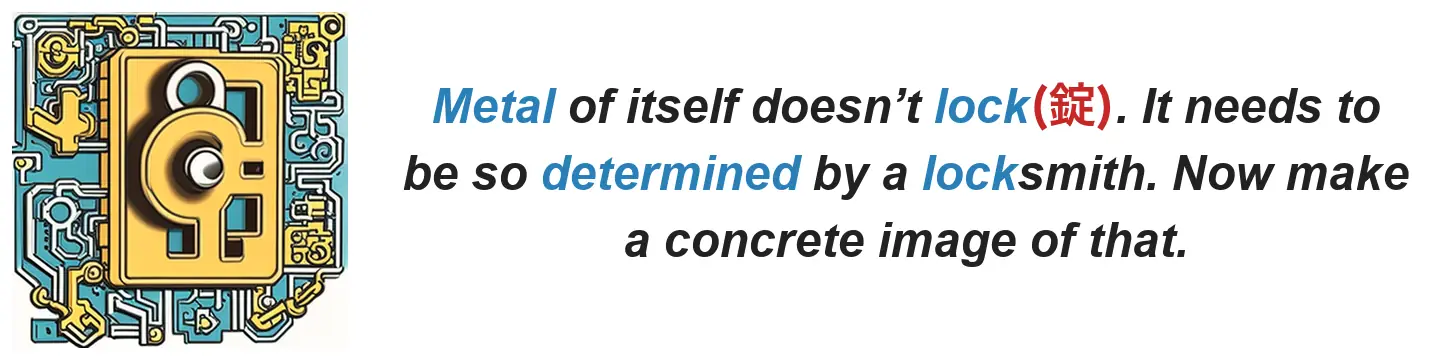 Metal of itself doesn’t lock(錠). It needs to
be so determined by a locksmith. Now make
a concrete image of that.